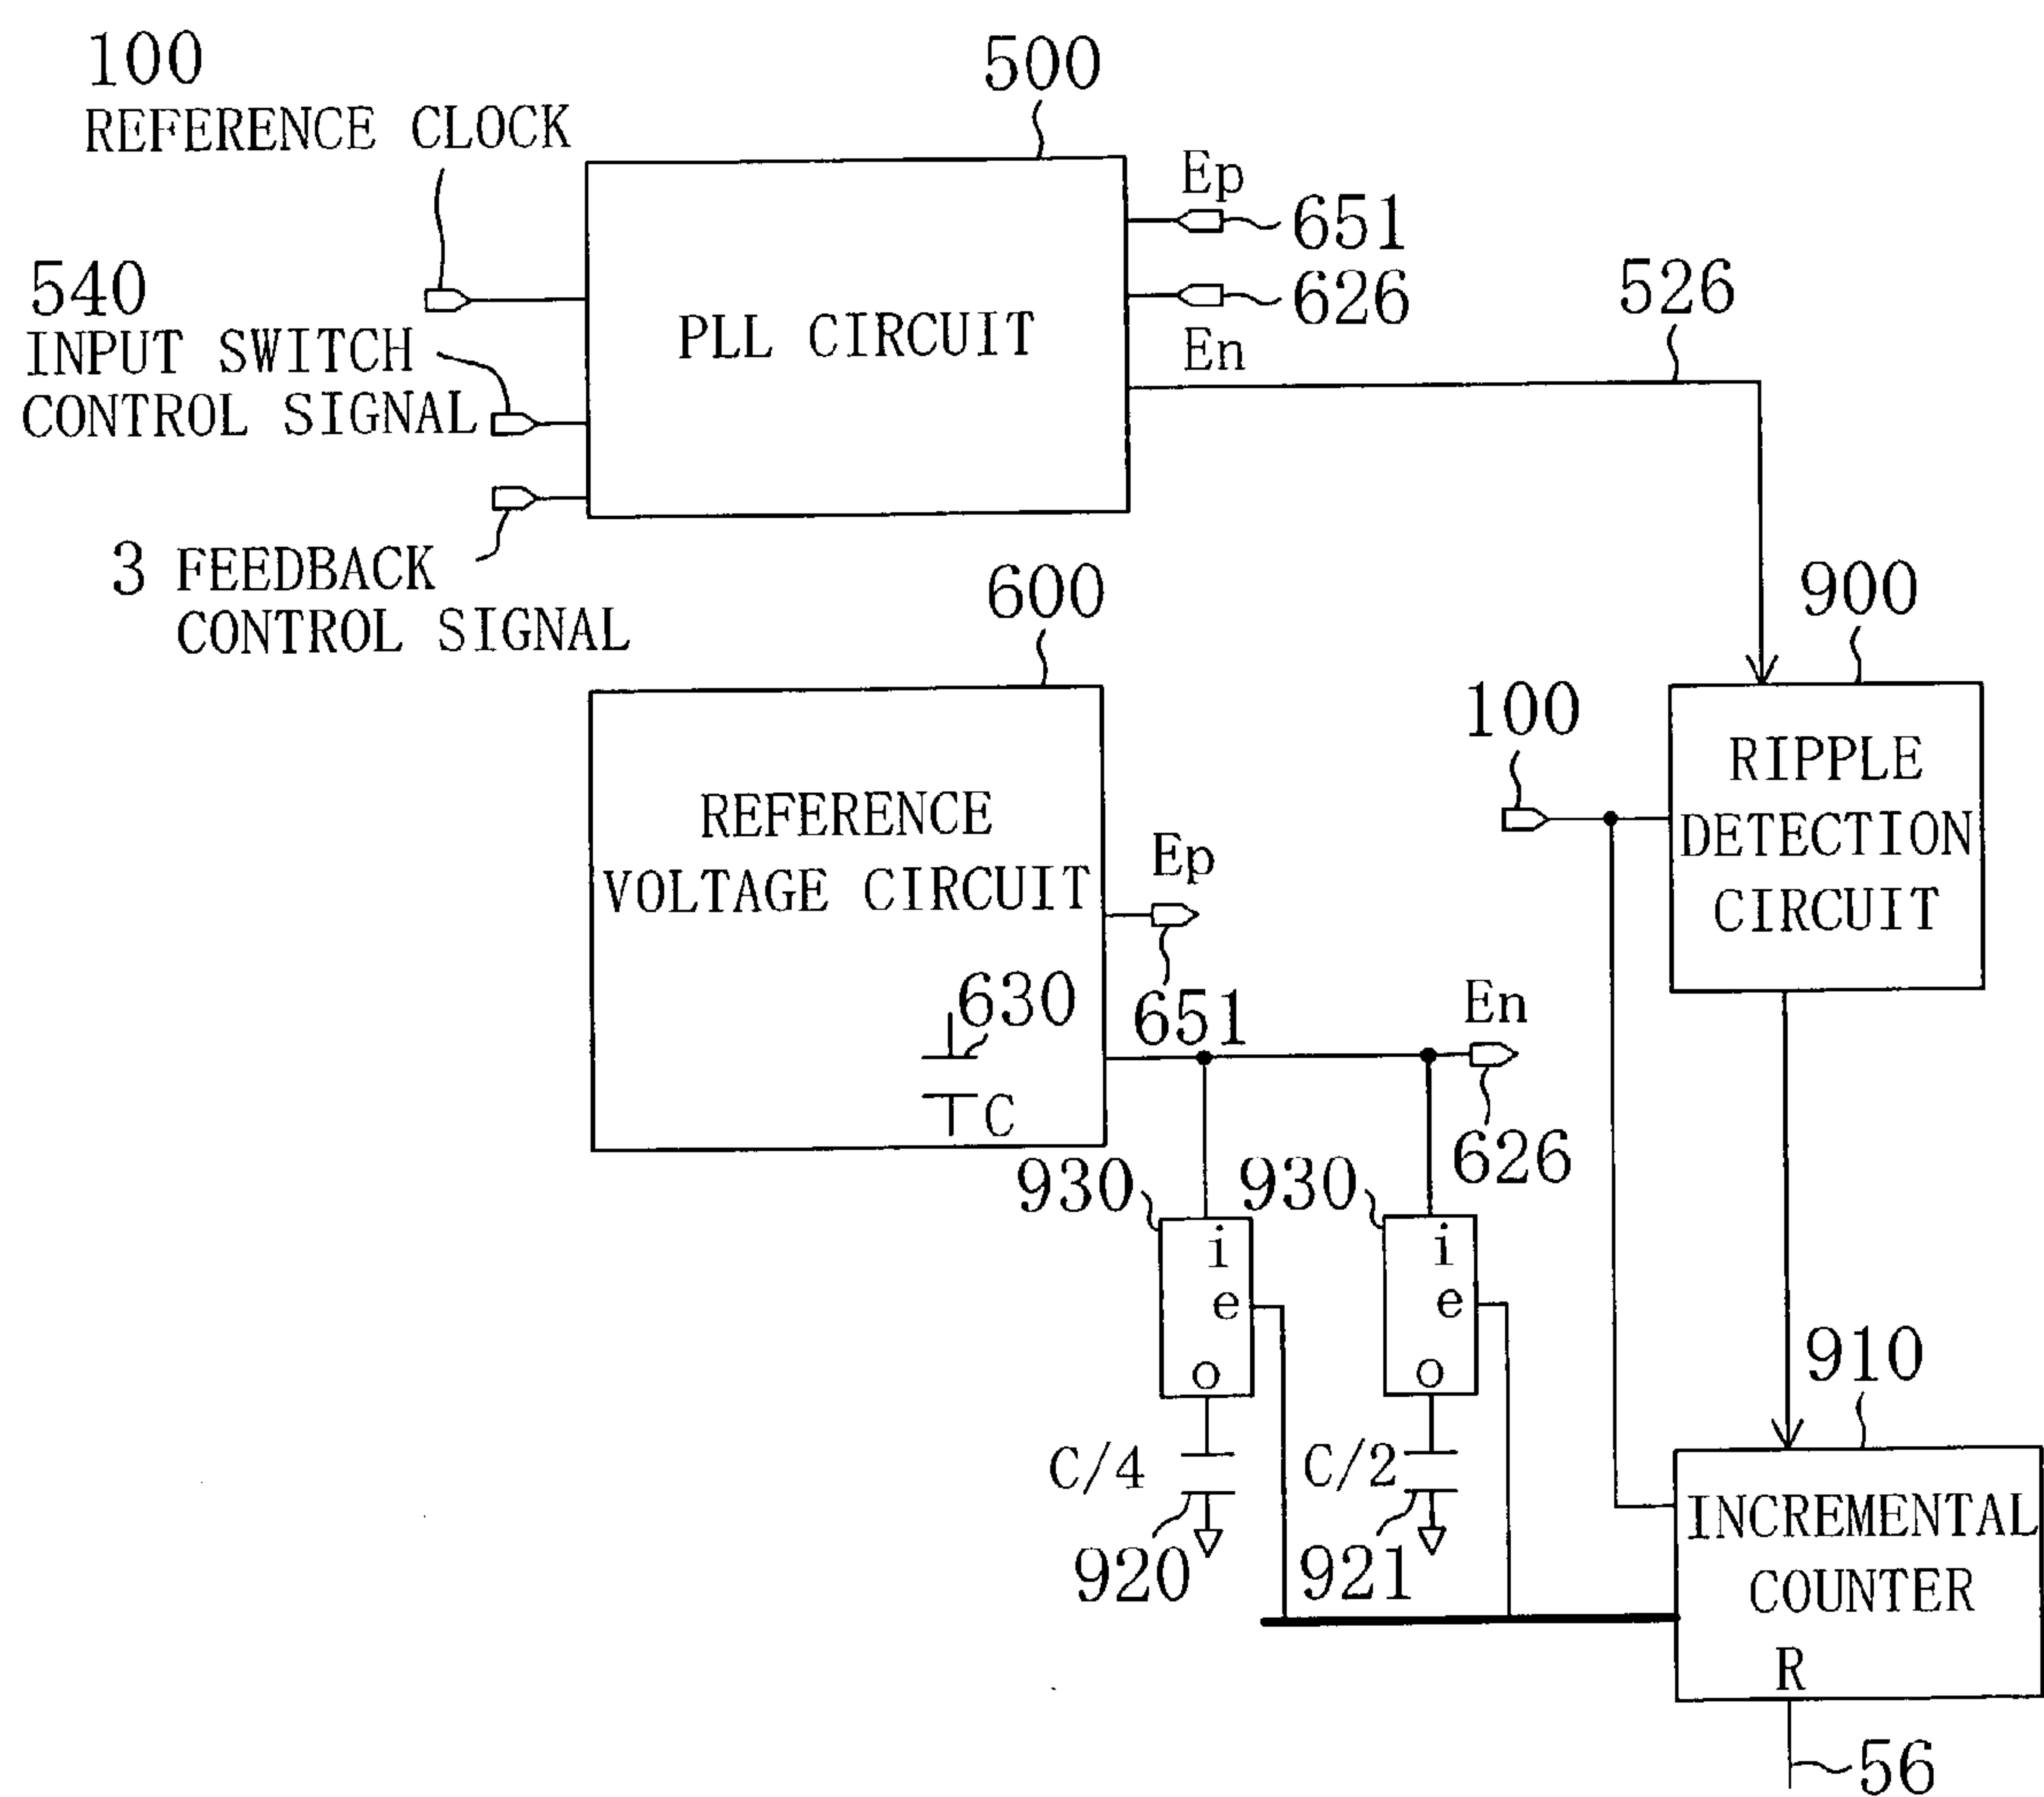 100
REFERENCE CLOCK
500
Ep
651
540
INPUT SWITCH
CONTROL SIGNAL
626
En
526
PLL CIRCUIT
3 FEEDBACK
CONTROL SIGNAL
600
900
100
RIPPLE
DETECTION
CIRCUIT
REFERENCE
VOLTAGE CIRCUIT
Ep
651
630
C
En
626
930
930
i
e
o
i
e
o
910
C/4
C/2
920
921
INCREMENTAL
COUNTER
R
56